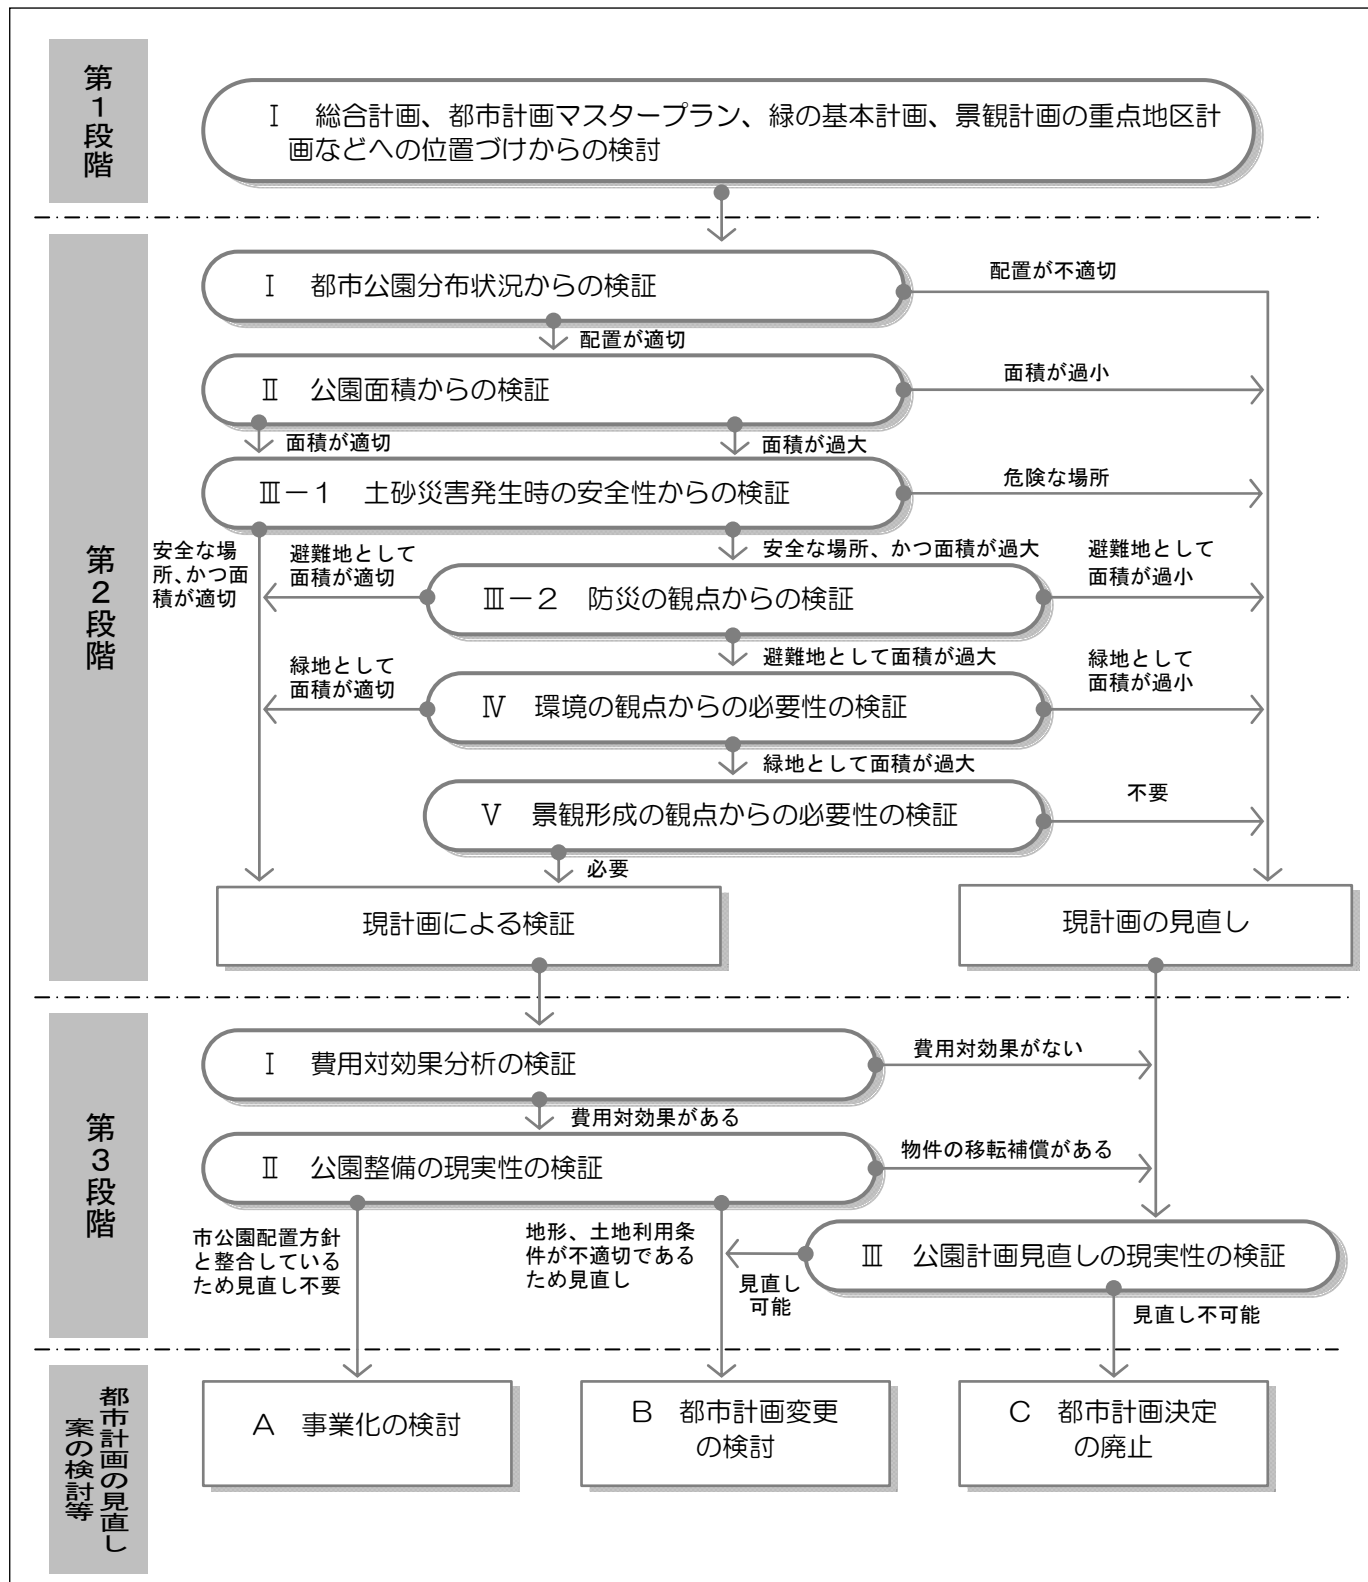 第1段階
Ⅰ 総合計画、都市計画マスタープラン、緑の基本計画、景観計画の重点地区計
画などへの位置づけからの検討
第2段階
Ⅰ 都市公園分布状況からの検証
配置が不適切
配置が適切
Ⅱ 公園面積からの検証
面積が過小
面積が適切
面積が過大
Ⅲ－1 土砂災害発生時の安全性からの検証
危険な場所
安全な場
所、かつ面
積が適切
避難地として
面積が適切
安全な場所、かつ面積が過大
避難地として
面積が過小
Ⅲ－2 防災の観点からの検証
避難地として面積が過大
緑地として
面積が適切
緑地として
面積が過小
Ⅳ 環境の観点からの必要性の検証
緑地として面積が過大
不要
Ⅴ 景観形成の観点からの必要性の検証
必要
現計画による検証
現計画の見直し
第3段階
Ⅰ 費用対効果分析の検証
費用対効果がない
費用対効果がある
Ⅱ 公園整備の現実性の検証
物件の移転補償がある
市公園配置方針
と整合している
ため見直し不要
地形、土地利用条
件が不適切である
ため見直し
Ⅲ 公園計画見直しの現実性の検証
見直し
可能
見直し不可能
都市計画の見直し
案の検討等
A 事業化の検討
B 都市計画変更
の検討
C 都市計画決定
の廃止